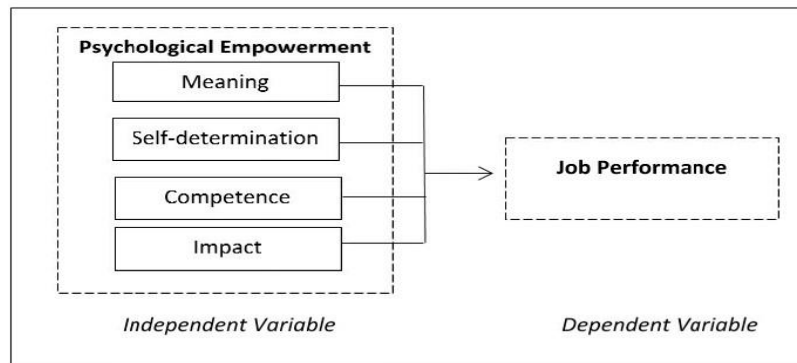 Psychological Empowerment
Meaning
Self-determination
Competence
Impact
Job Performance
Independent Variable
Dependent Variable